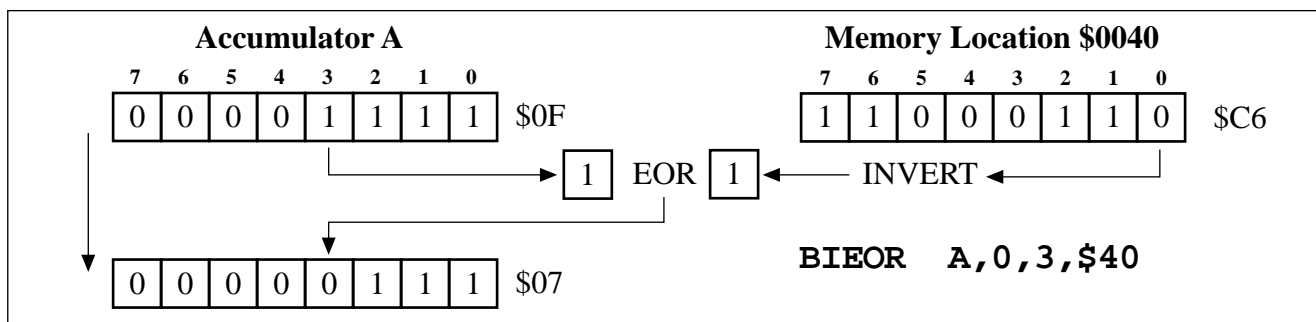 Accumulator A Memory Location $0040
7 6 5 4 3 2 1 0 7 6 5 4 3 2 1 0
0 0 0 0 1 1 1 1 $0F 1 1 0 0 0 1 1 0 $C6
1 EOR 1 INVERT
BIEOR A,0,3,$40
0 0 0 0 0 1 1 1 $07